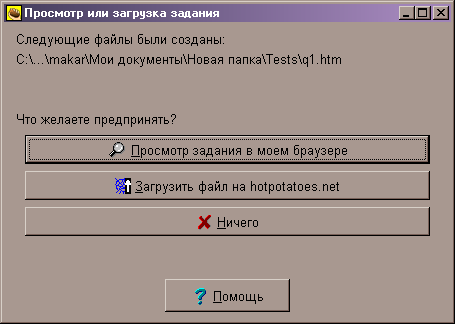 Просмотр или загрузка задания
Следующие файлы были созданы:
C:\...\makar\Мои документы\Новая папка\Tests\q1.htm
Что желаете предпринять?
Просмотр задания в моем браузере
Загрузить файл на hotpotatoes.net
Ничего
Помощь